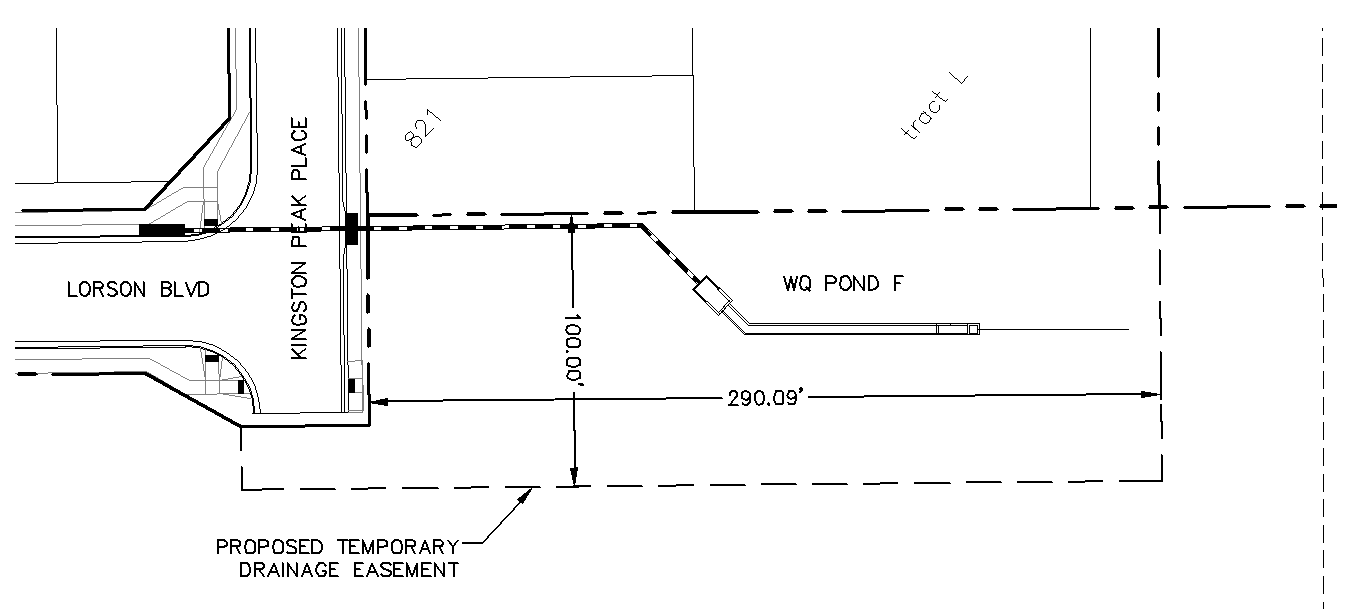 821
tract L
KINGSTON PEAK PLACE
LORSON BLVD
WQ POND F
100.00'
290.09'
PROPOSED TEMPORARY
DRAINAGE EASEMENT